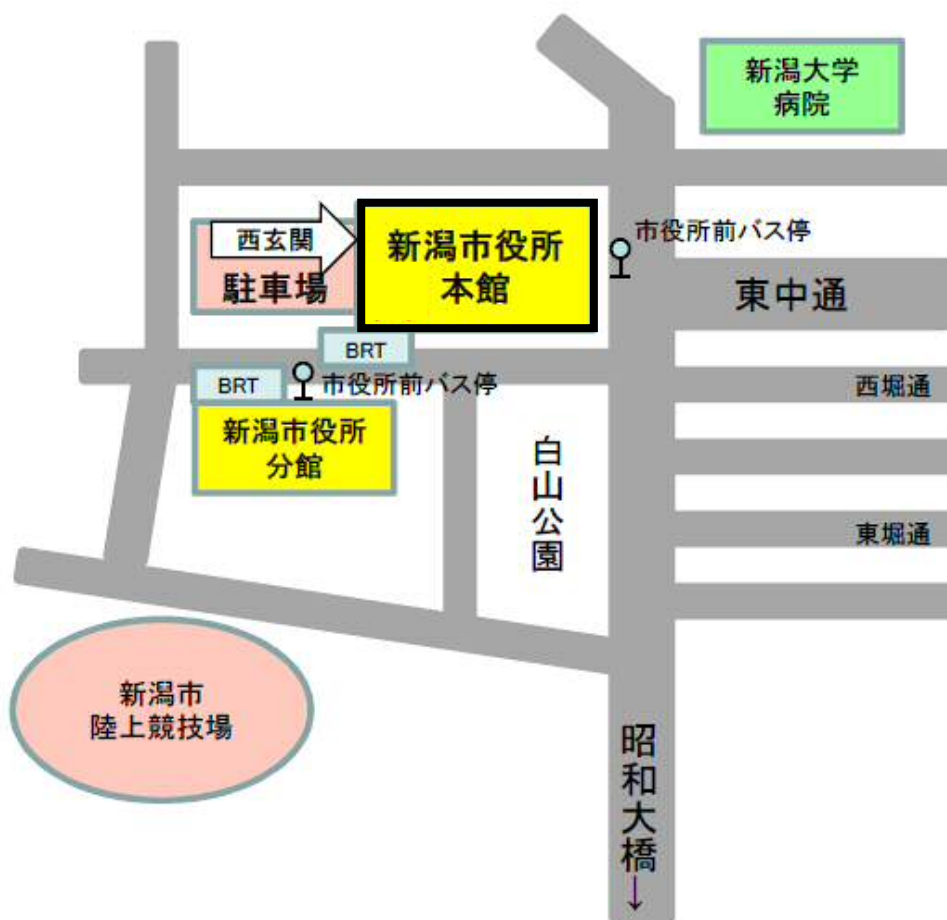 新潟大学
病院
市役所前バス停
西玄関
新潟市役所
本館
駐車場
東中通
BRT
BRT
市役所前バス停
西堀通
新潟市役所
分館
白山公園
東堀通
新潟市
陸上競技場
昭和大橋
↓